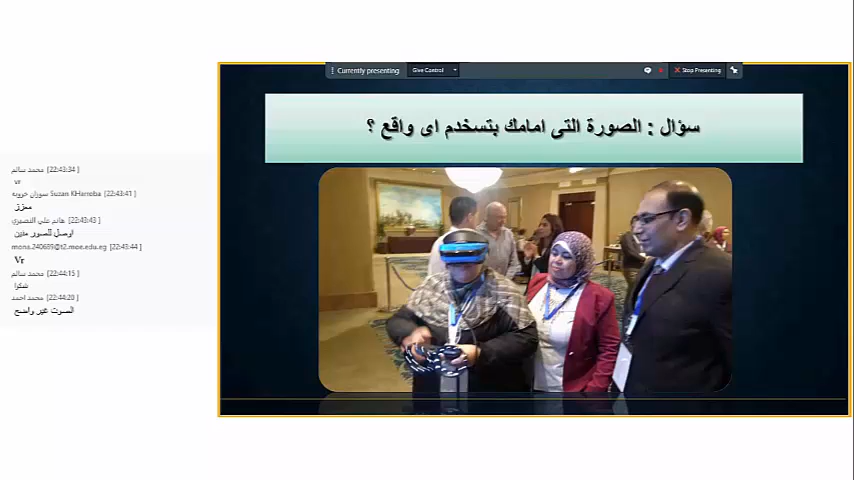 Currently presenting
Give Control
Stop Presenting
سؤال : الصورة التى امامك بتسخدم اى واقع ؟
محمد سالم [22:43:34]
vr
سوزان خروبه Suzan KHarroba [22:43:41]
معزز
هانم علي النصيري [22:43:43]
اوصل للصور منين
mona.240689@t2.moe.edu.eg [22:43:44]
Vr
محمد سالم [22:44:15]
شكرا
محمد احمد [22:44:20]
الصوت غير واضح